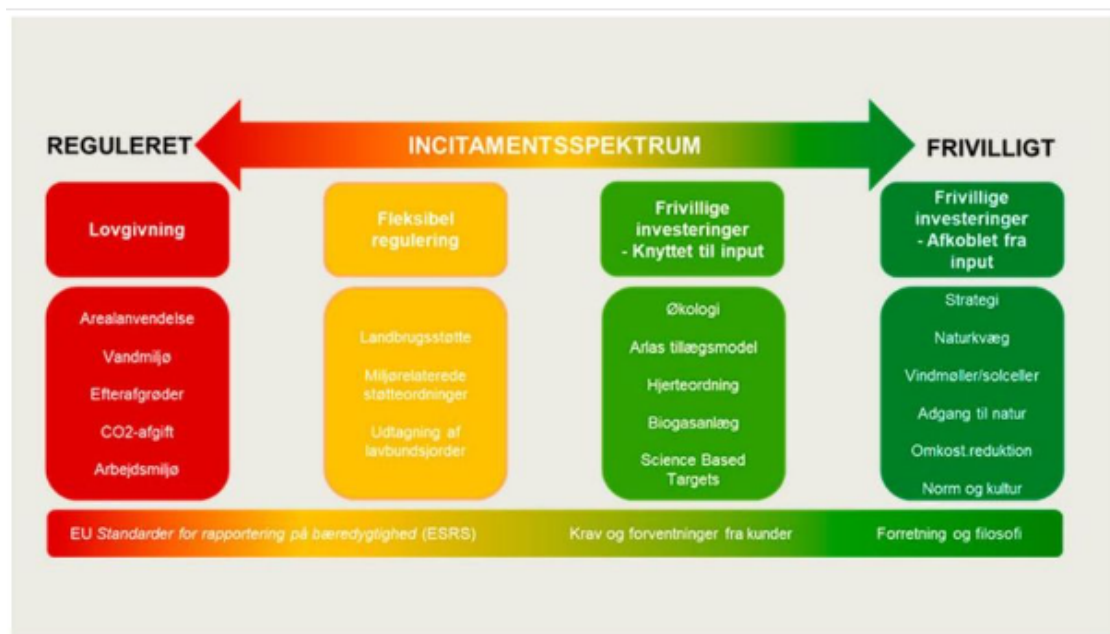 REGULERET
INCITAMENTSSPEKTRUM
FRIVILLIGT
Lovgivning
Arealanvendelse
Vandmiljø
Efterafgrøder
CO2-afgift
Arbejdsmiljø
Fleksibel
regulering
Landbrugsstøtte
Miljørelaterede
støtteordninger
Udtagning af
lavbundsjorder
Frivillige
investeringer
- Knyttet til input
Økologi
Arlas tillægsmodel
Hjerteordning
Biogasanlæg
Science Based
Targets
Frivillige
investeringer
- Afkoblet fra
input
Strategi
Naturkvæg
Vindmøller/solceller
Adgang til natur
Omkost.reduktion
Norm og kultur
EU Standarder for rapportering på bæredygtighed (ESRS)
Krav og forventninger fra kunder
Forretning og filosofi